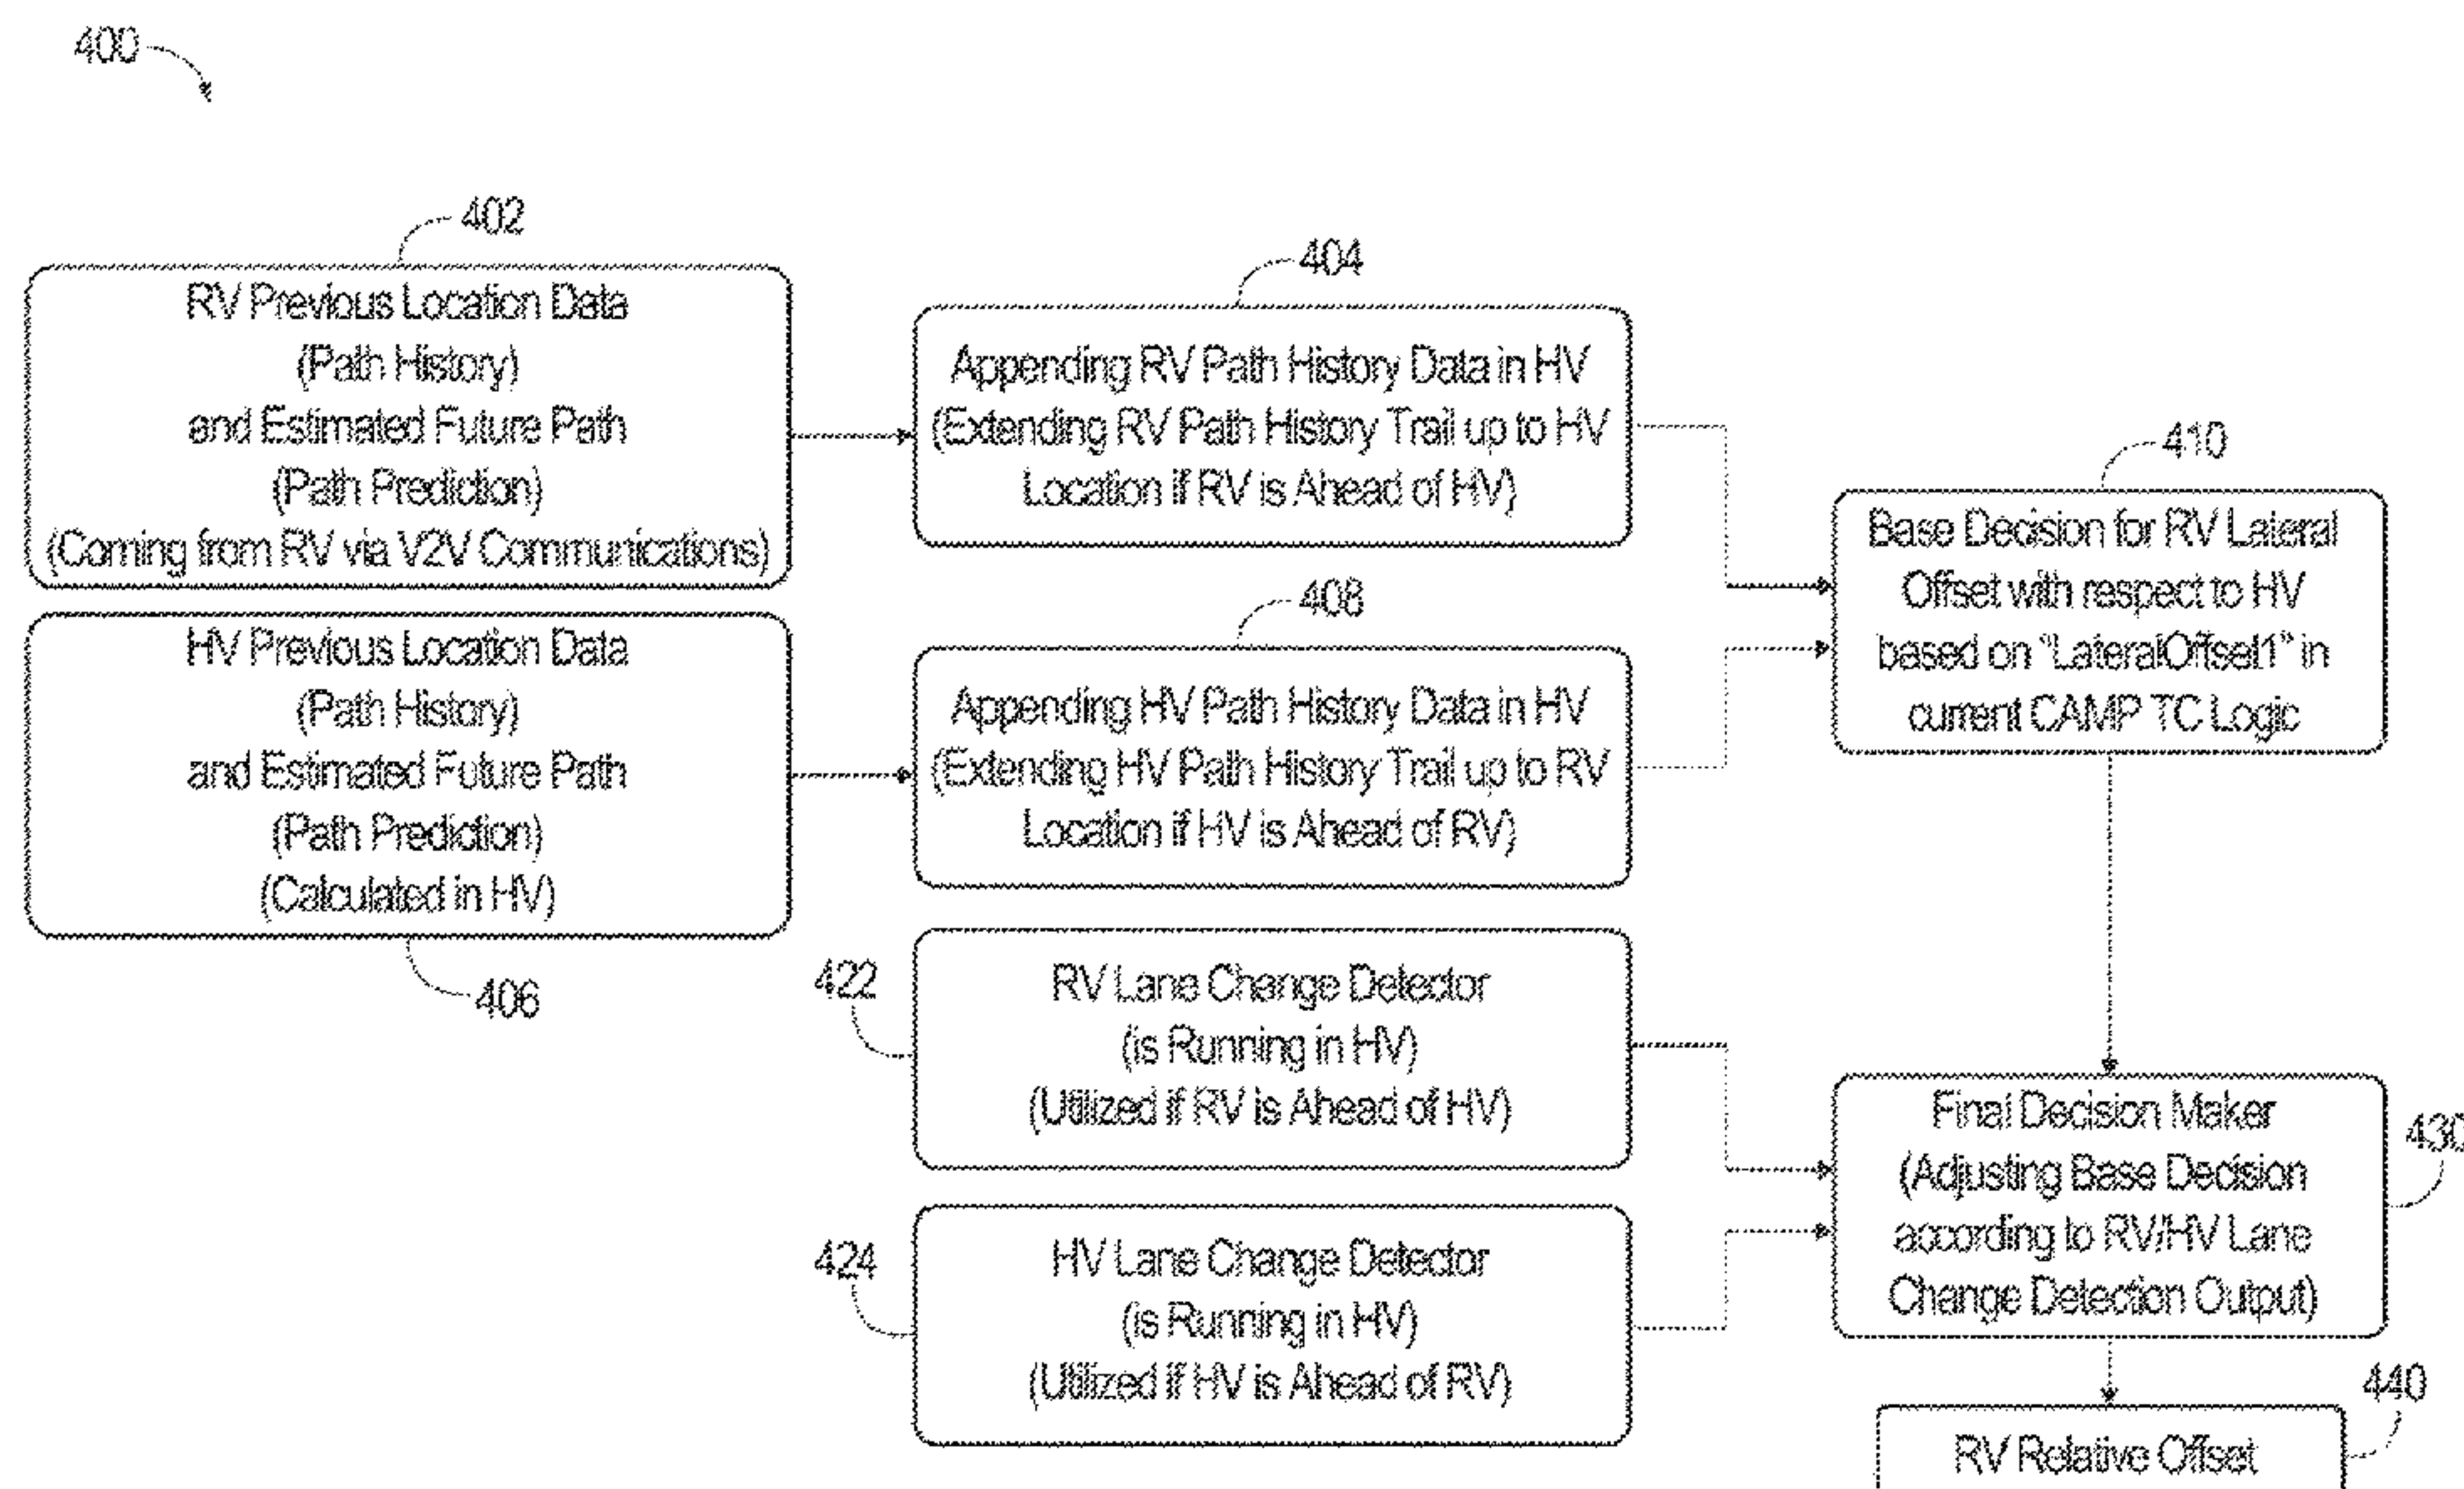 400
402
RV Previous Location Data
(Path History)
and Estimated Future Path
(Path Prediction)
(Coming from RV via V2V Communications)
404
Appending RV Path History Data in HV
(Extending RV Path History Trail up to HV
Location if RV is Ahead of HV)
410
Base Decision for RV Lateral
Offset with respect to HV
based on "LateralOffset1" in
current CAMP TC Logic
HV Previous Location Data
(Path History)
and Estimated Future Path
(Path Prediction)
(Calculated in HV)
406
408
Appending HV Path History Data in HV
(Extending HV Path History Trail up to RV
Location if HV is Ahead of RV)
422
RV Lane Change Detector
(is Running in HV)
(Utilized if RV is Ahead of HV)
424
HV Lane Change Detector
(is Running in HV)
(Utilized if HV is Ahead of RV)
Final Decision Maker
(Adjusting Base Decision
according to RV/HV Lane
Change Detection Output)
430
440
RV Relative Offset